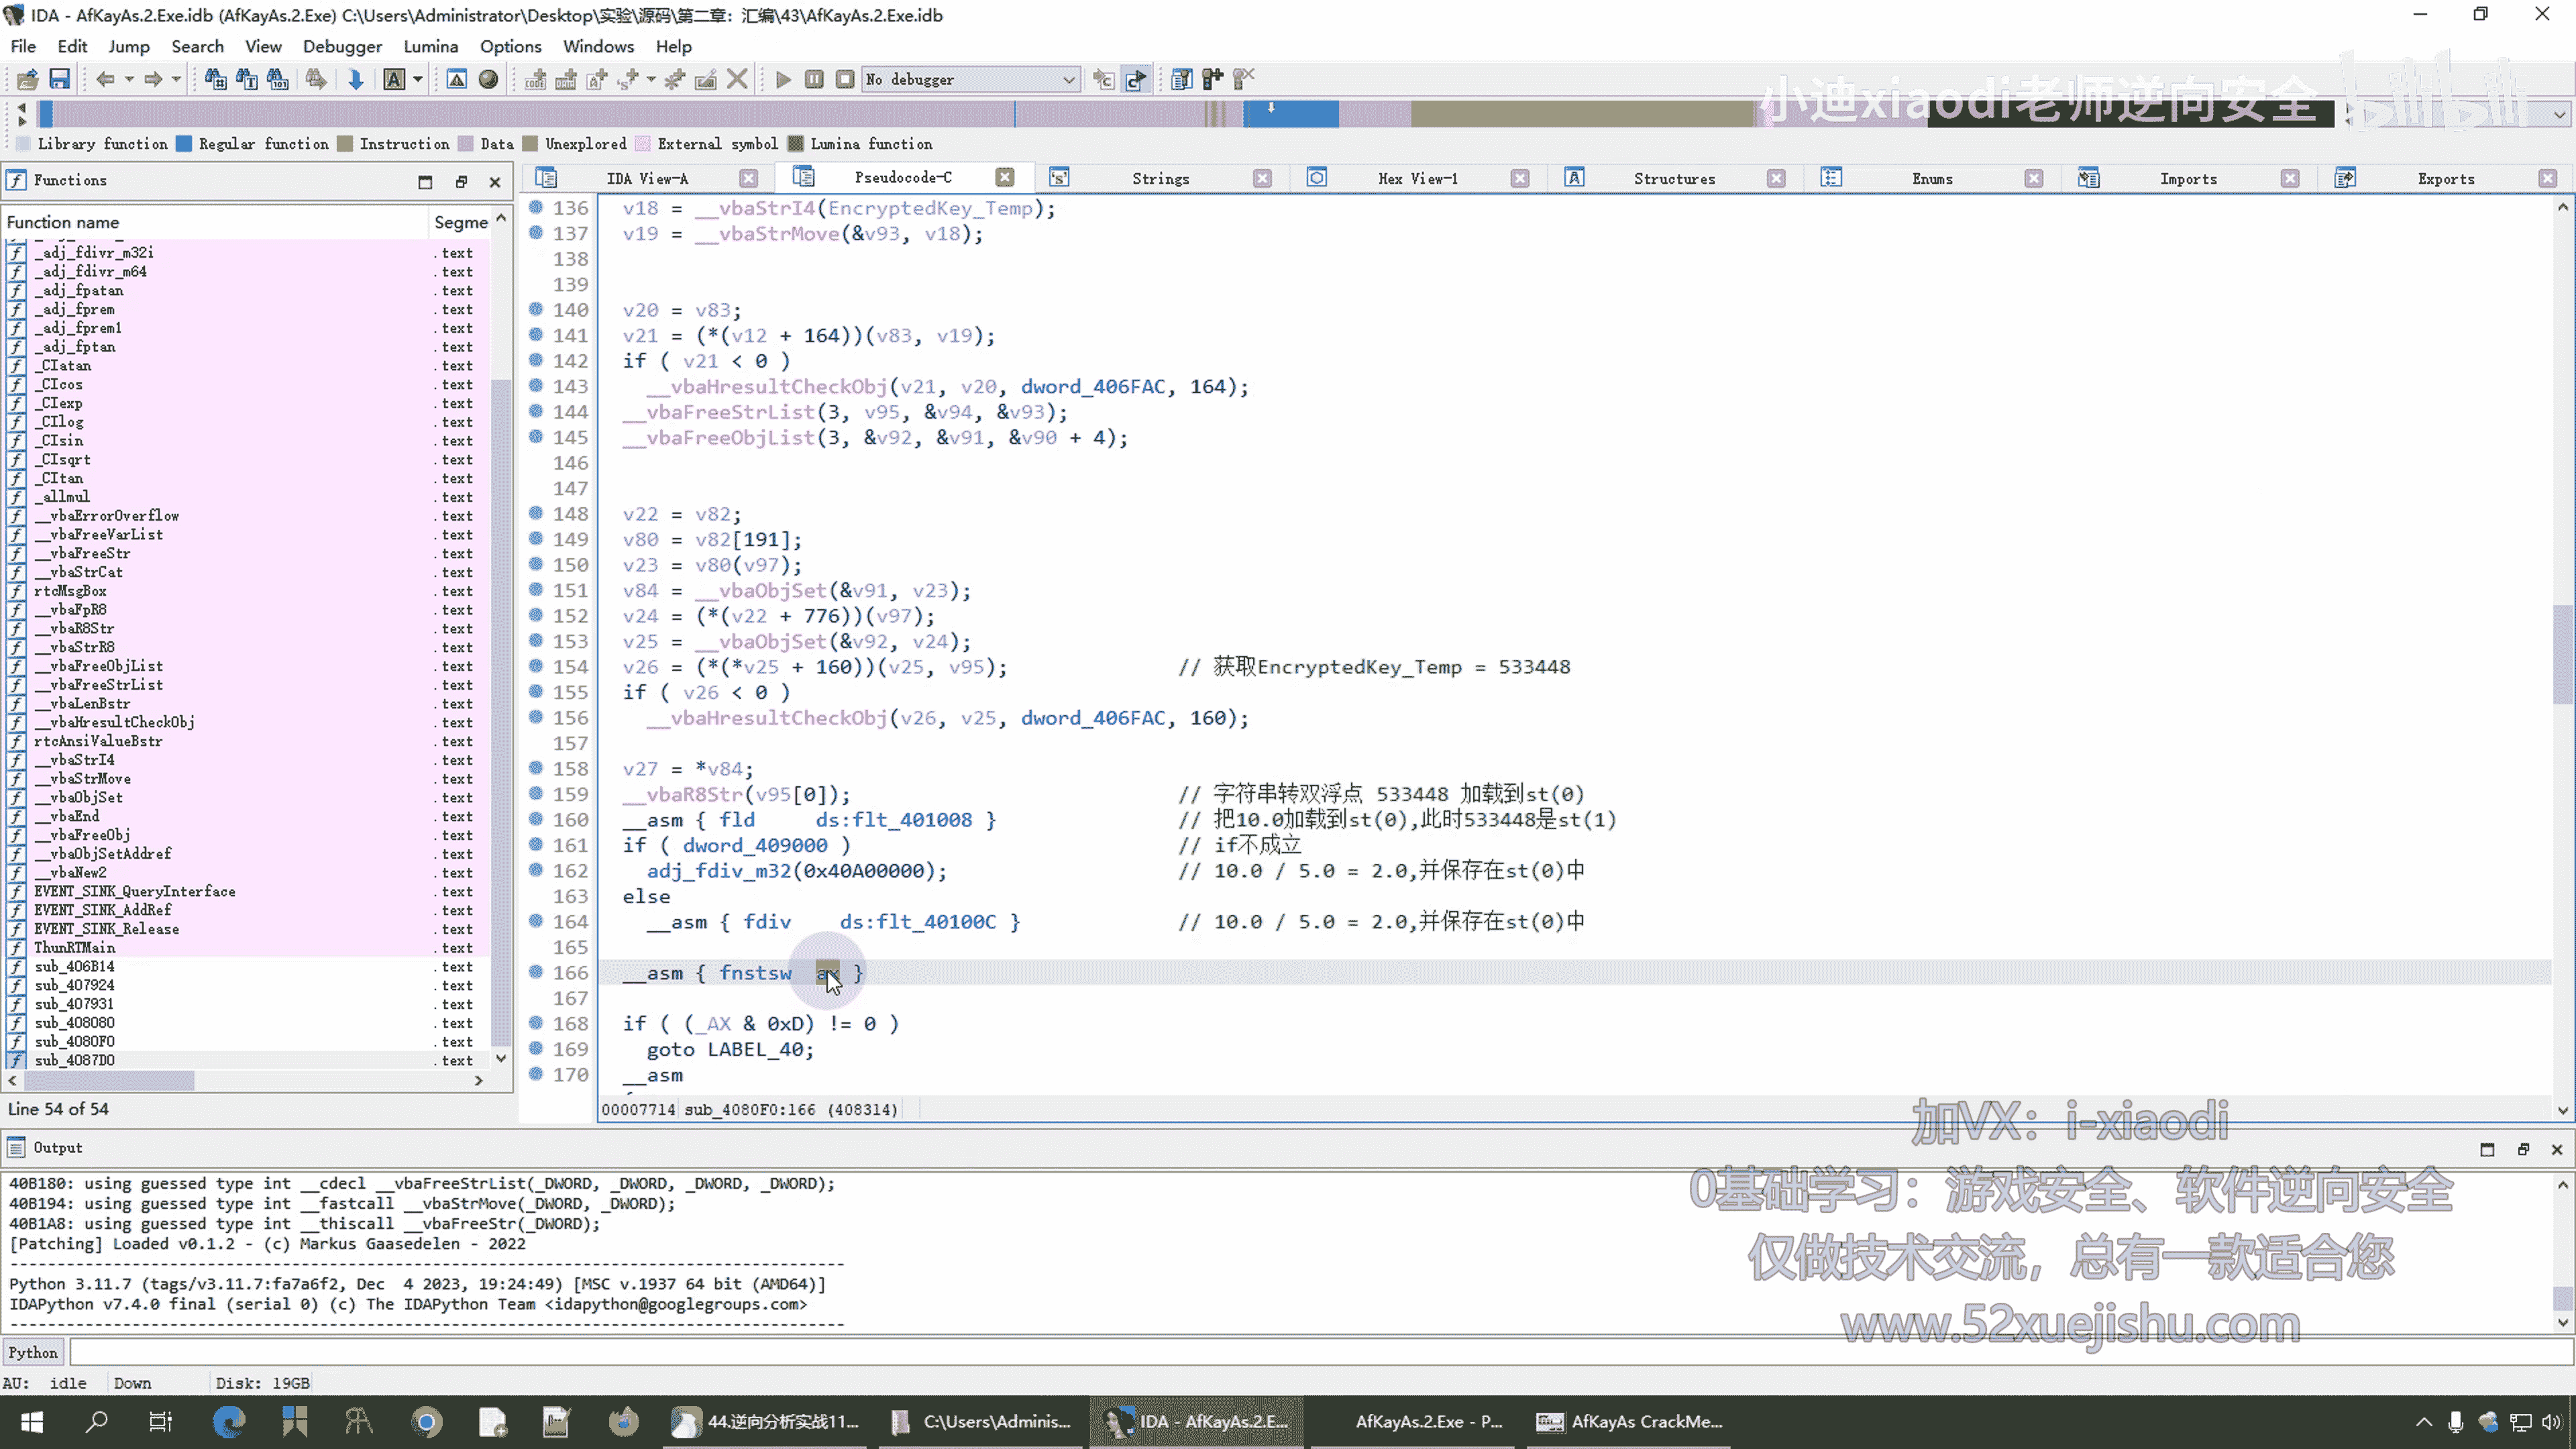 IDA - AfKayAs.2.Exe.idb (AfKayAs.2.Exe) C:\Users\Administrator\Desktop\实验\源码\第二章：汇编\43\AfKayAs.2.Exe.idb
File Edit Jump Search View Debugger Lumina Options Windows Help
No debugger
小迪xiaodi老师逆向安全 bilibili
Library function Regular function Instruction Data Unexplored External symbol Lumina function
Functions
IDA View-A Pseudocode-C Strings Hex View-1 Structures Enums Imports Exports
Function name Segme
_adj_fdivr_m32i .text
_adj_fdivr_m64 .text
_adj_fpatan .text
_adj_fprem .text
_adj_fprem1 .text
_adj_fptan .text
_CIatan .text
_CIcos .text
_CIexp .text
_CIlog .text
_CIsin .text
_CIsqrt .text
_CItan .text
_allmul .text
__vbaErrorOverflow .text
__vbaFreeVarList .text
__vbaFreeStr .text
__vbaStrCat .text
rtcMsgBox .text
__vbaFpR8 .text
__vbaR8Str .text
__vbaStrR8 .text
__vbaFreeObjList .text
__vbaFreeStrList .text
__vbaLenBstr .text
__vbaHresultCheckObj .text
rtcAnsiValueBstr .text
__vbaStrI4 .text
__vbaStrMove .text
__vbaObjSet .text
__vbaEnd .text
__vbaFreeObj .text
__vbaObjSetAddref .text
__vbaNew2 .text
EVENT_SINK_QueryInterface .text
EVENT_SINK_AddRef .text
EVENT_SINK_Release .text
ThunRTMain .text
sub_406B14 .text
sub_407924 .text
sub_407931 .text
sub_408080 .text
sub_4080F0 .text
sub_4087D0 .text
Line 54 of 54
136 v18 = __vbaStrI4(EncryptedKey_Temp);
137 v19 = __vbaStrMove(&v93, v18);
138
139
140 v20 = v83;
141 v21 = (*(v12 + 164))(v83, v19);
142 if ( v21 < 0 )
143 __vbaHresultCheckObj(v21, v20, dword_406FAC, 164);
144 __vbaFreeStrList(3, v95, &v94, &v93);
145 __vbaFreeObjList(3, &v92, &v91, &v90 + 4);
146
147
148 v22 = v82;
149 v80 = v82[191];
150 v23 = v80(v97);
151 v84 = __vbaObjSet(&v91, v23);
152 v24 = (*(v22 + 776))(v97);
153 v25 = __vbaObjSet(&v92, v24);
154 v26 = (*(*v25 + 160))(v25, v95); // 获取EncryptedKey_Temp = 533448
155 if ( v26 < 0 )
156 __vbaHresultCheckObj(v26, v25, dword_406FAC, 160);
157
158 v27 = *v84;
159 __vbaR8Str(v95[0]); // 字符串转双浮点 533448 加载到st(0)
160 __asm { fld ds:flt_401008 } // 把10.0加载到st(0),此时533448是st(1)
161 if ( dword_409000 ) // if不成立
162 adj_fdiv_m32(0x40A00000); // 10.0 / 5.0 = 2.0,并保存在st(0)中
163 else
164 __asm { fdiv ds:flt_40100C } // 10.0 / 5.0 = 2.0,并保存在st(0)中
165
166 __asm { fnstsw ax }
167
168 if ( (_AX & 0xD) != 0 )
169 goto LABEL_40;
170 __asm
00007714 sub_4080F0:166 (408314)
Output
40B180: using guessed type int __cdecl __vbaFreeStrList(_DWORD, _DWORD, _DWORD, _DWORD);
40B194: using guessed type int __fastcall __vbaStrMove(_DWORD, _DWORD);
40B1A8: using guessed type int __thiscall __vbaFreeStr(_DWORD);
[Patching] Loaded v0.1.2 - (c) Markus Gaasedelen - 2022
Python 3.11.7 (tags/v3.11.7:fa7a6f2, Dec 4 2023, 19:24:49) [MSC v.1937 64 bit (AMD64)]
IDAPython v7.4.0 final (serial 0) (c) The IDAPython Team <idapython@googlegroups.com>
Python
加VX：i-xiaodi
0基础学习：游戏安全、软件逆向安全
仅做技术交流，总有一款适合您
www.52xuejishu.com
AU: idle Down Disk: 19GB
44.逆向分析实战11... C:\Users\Adminis... IDA - AfKayAs.2.E... AfKayAs.2.Exe - P... AfKayAs CrackMe...